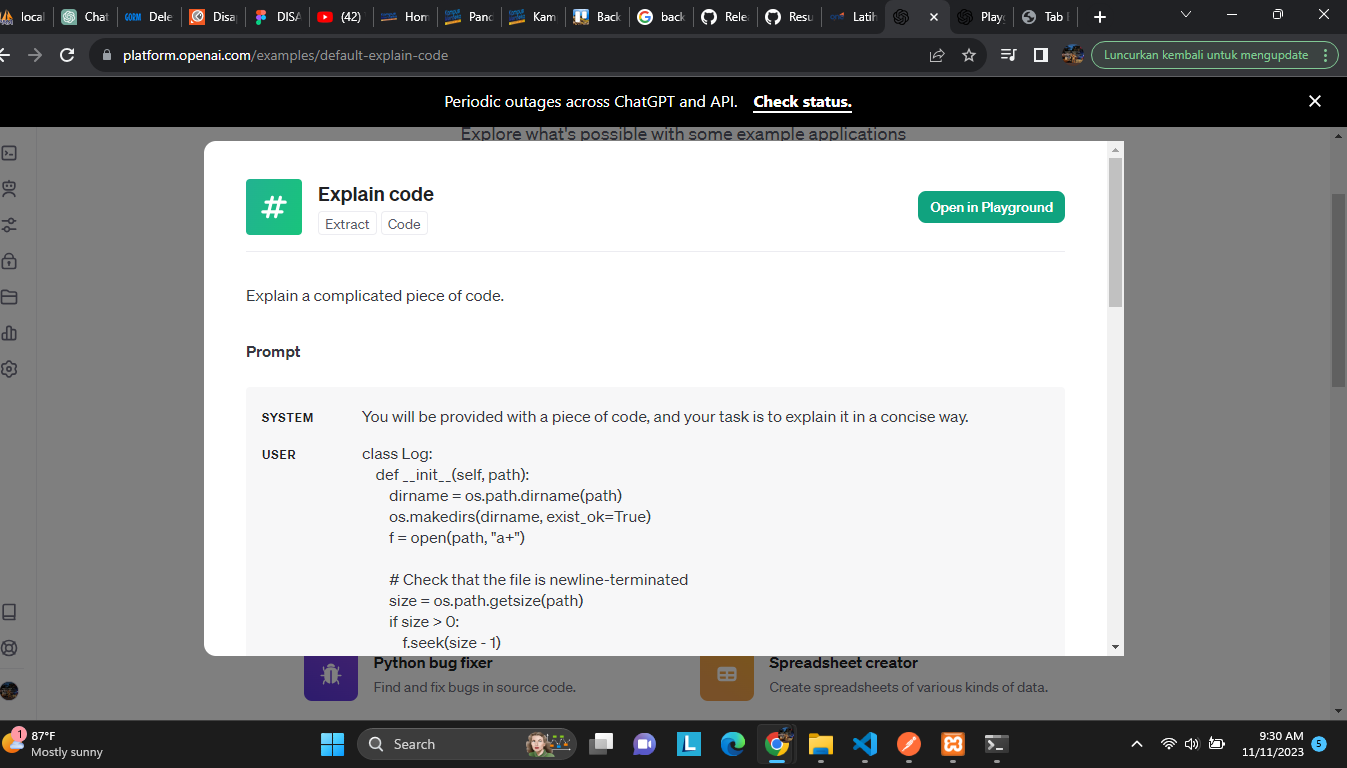 local
Chat
GORM Dele
Disa
DISA
(42)
Hom
Panc
Kam
Back
back
Rele
Resu
Latih
Play
Tab
platform.openai.com/examples/default-explain-code
Luncurkan kembali untuk mengupdate
Periodic outages across ChatGPT and API. Check status.
Explore what's possible with some example applications
Explain code
Extract Code
Open in Playground
Explain a complicated piece of code.
Prompt
SYSTEM You will be provided with a piece of code, and your task is to explain it in a concise way.
USER class Log:
def __init__(self, path):
dirname = os.path.dirname(path)
os.makedirs(dirname, exist_ok=True)
f = open(path, "a+")
# Check that the file is newline-terminated
size = os.path.getsize(path)
if size > 0:
f.seek(size - 1)
Python bug fixer
Find and fix bugs in source code.
Spreadsheet creator
Create spreadsheets of various kinds of data.
1
87°F
Mostly sunny
Search
9:30 AM
11/11/2023
5